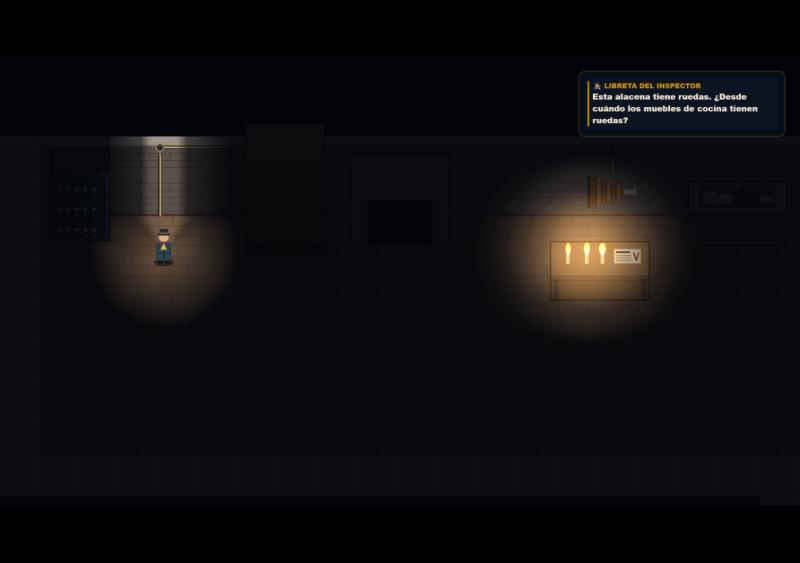 LIBRETA DEL INSPECTOR
Esta alacena tiene ruedas. ¿Desde
cuándo los muebles de cocina tienen
ruedas?
V